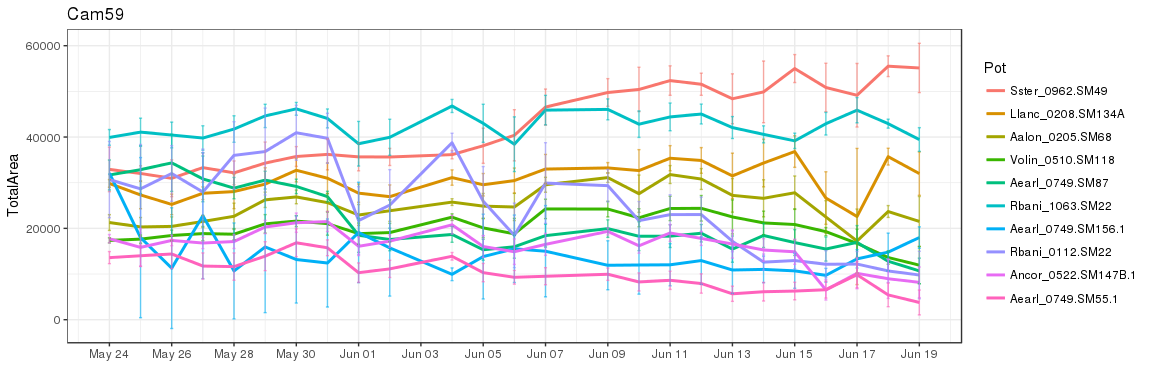 Cam59
TotalArea
60000
40000
20000
0
May 24 May 26 May 28 May 30 Jun 01 Jun 03 Jun 05 Jun 07 Jun 09 Jun 11 Jun 13 Jun 15 Jun 17 Jun 19
Pot
Sster_0962.SM49
Llanc_0208.SM134A
Aalon_0205.SM68
Volin_0510.SM118
Aearl_0749.SM87
Rbani_1063.SM22
Aearl_0749.SM156.1
Rbani_0112.SM22
Ancor_0522.SM147B.1
Aearl_0749.SM55.1